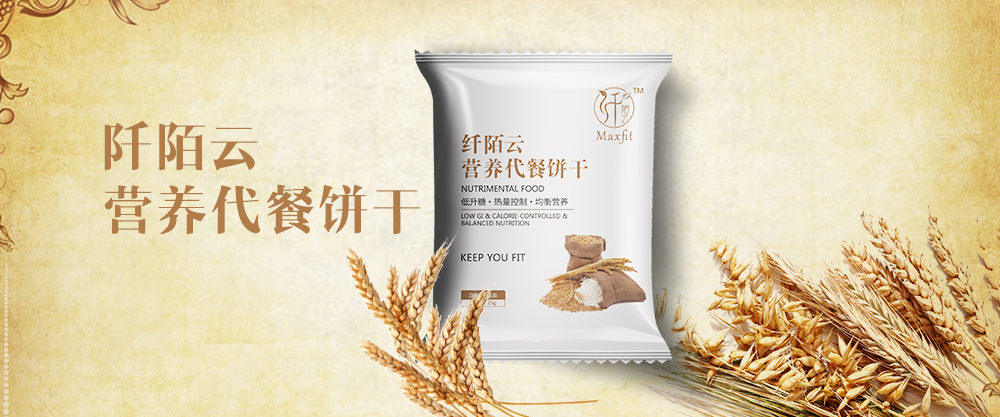 阡陌云
营养代餐饼干
TM
Maxfit
纤陌云
营养代餐饼干
NUTRIMENTAL FOOD
低升糖·热量控制·均衡营养
LOW GI & CALORIE-CONTROLLED &
BALANCED NUTRITION
KEEP YOU FIT